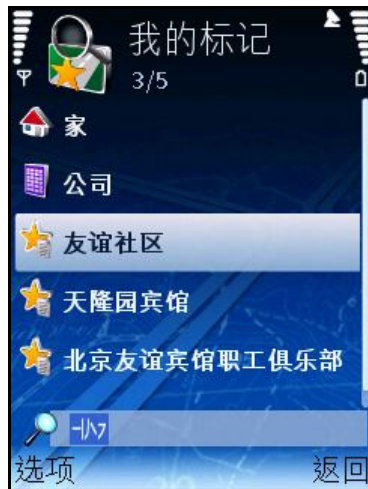 我的标记
3/5
家
公司
友谊社区
天隆园宾馆
北京友谊宾馆职工俱乐部
选项 返回